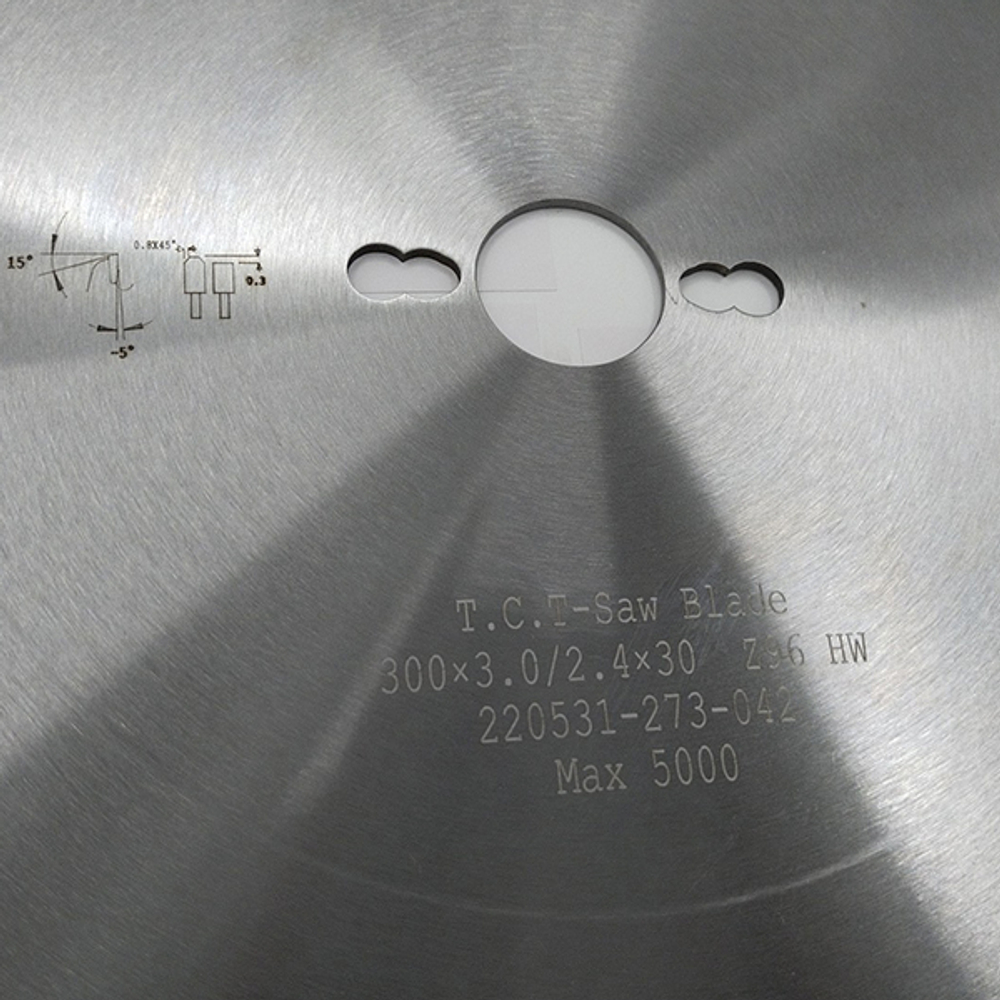 0.8X45°
15°
0.3
-5°
T.C.T-Saw Blade
300×3.0/2.4×30 Z96 HW
220531-273-042
Max 5000